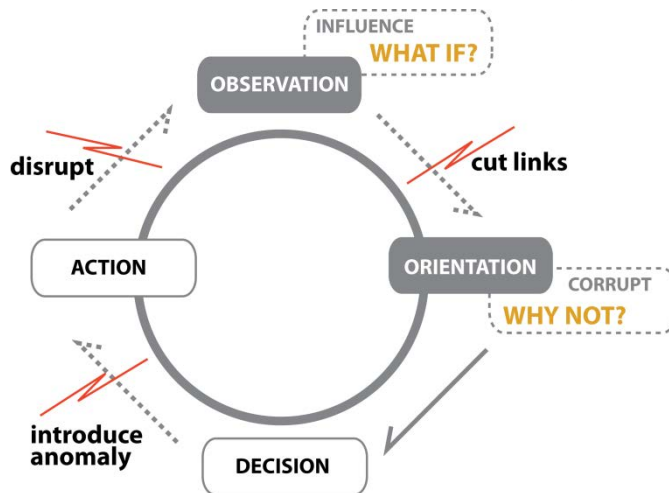 INFLUENCE
WHAT IF?
OBSERVATION
disrupt
cut links
ACTION
ORIENTATION
CORRUPT
WHY NOT?
introduce
anomaly
DECISION